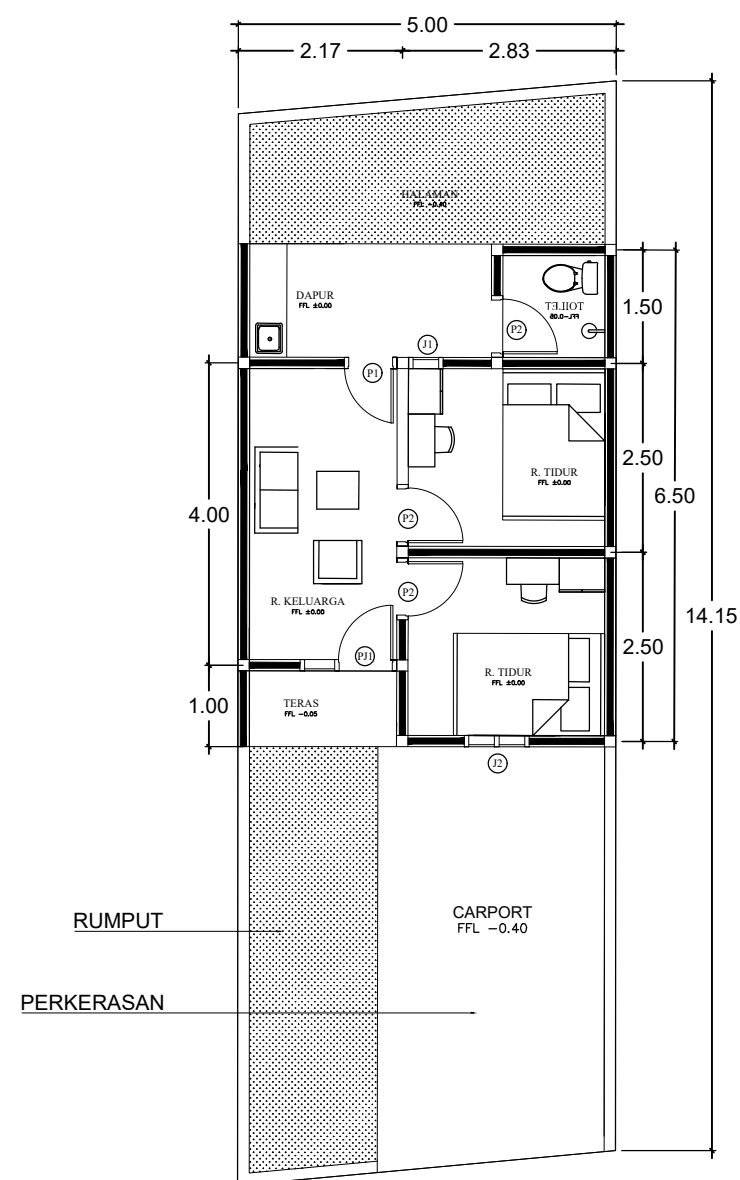 5.00
2.17
2.83
HALAMAN
FFL -0.40
DAPUR
FFL ±0.00
TOILET
FFL-0.05
1.50
P2
J1
P1
R. TIDUR
FFL ±0.00
2.50
6.50
4.00
P2
P2
R. KELUARGA
FFL ±0.00
14.15
PJ1
R. TIDUR
FFL ±0.00
2.50
TERAS
FFL -0.05
1.00
J2
RUMPUT
CARPORT
FFL -0.40
PERKERASAN